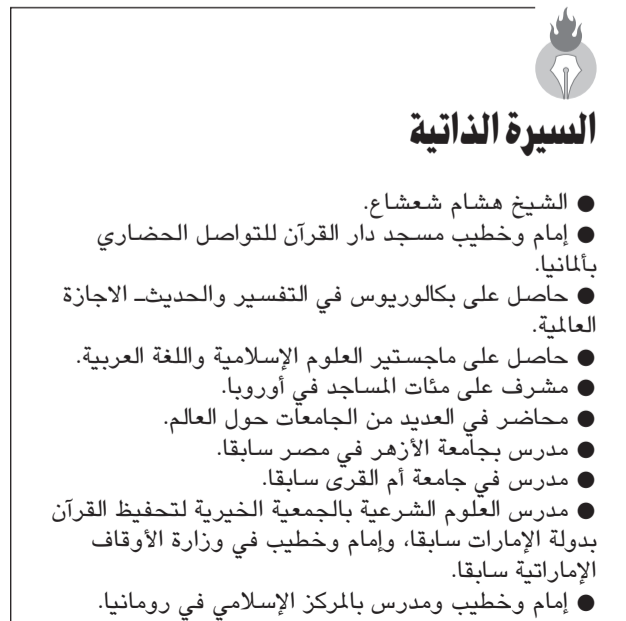 السيرة الذاتية
● الشيخ هشام شعشاع.
● إمام وخطيب مسجد دار القرآن للتواصل الحضاري
بألمانيا.
● حاصل على بكالوريوس في التفسير والحديث_ الاجازة
العالمية.
● حاصل على ماجستير العلوم الإسلامية واللغة العربية.
● مشرف على مئات المساجد في أوروبا.
● محاضر في العديد من الجامعات حول العالم.
● مدرس بجامعة الأزهر في مصر سابقا.
● مدرس في جامعة أم القرى سابقا.
● مدرس العلوم الشرعية بالجمعية الخيرية لتحفيظ القرآن
بدولة الإمارات سابقا، وإمام وخطيب في وزارة الأوقاف
الإماراتية سابقا.
● إمام وخطيب ومدرس بالمركز الإسلامي في رومانيا.